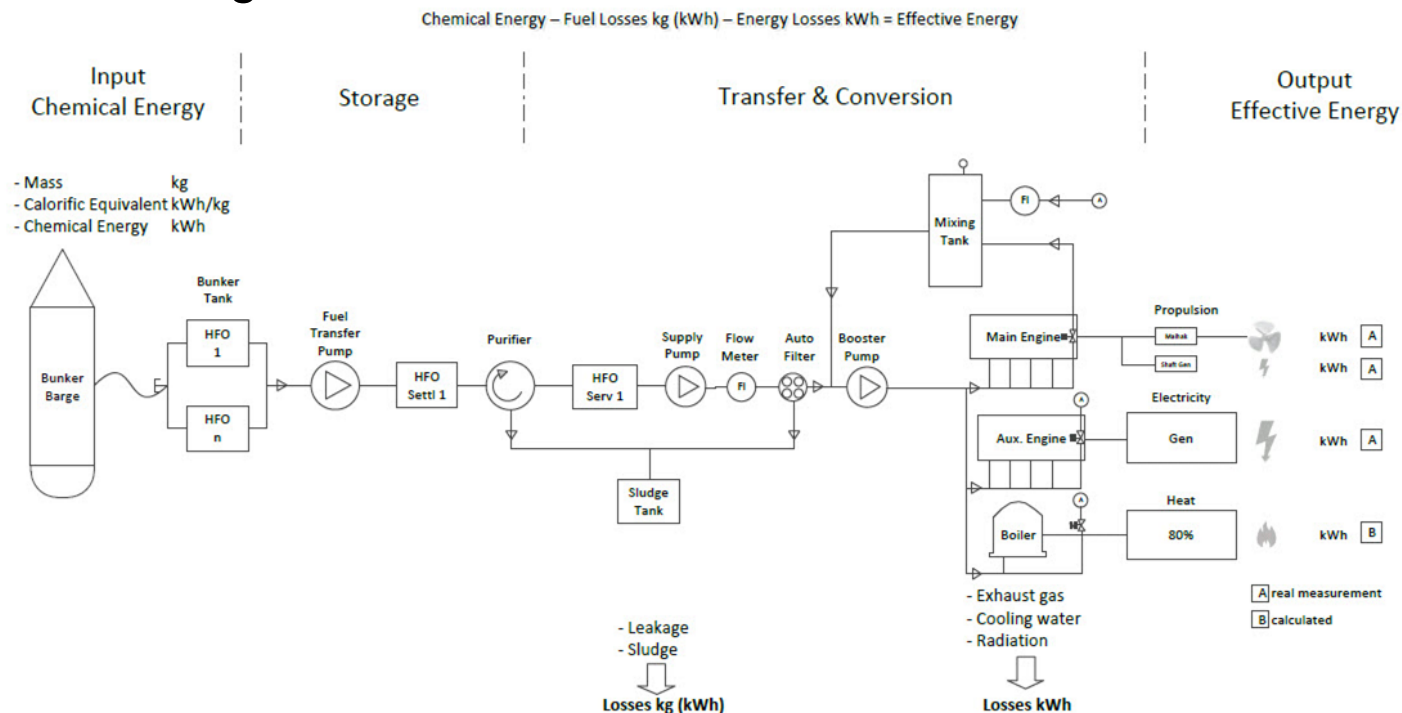 Chemical Energy – Fuel Losses kg (kWh) – Energy Losses kWh = Effective Energy
Input
Chemical Energy
Storage
Transfer & Conversion
Output
Effective Energy
- Mass kg
- Calorific Equivalent kWh/kg
- Chemical Energy kWh
Bunker
Barge
Bunker
Tank
HFO
1
HFO
n
Fuel
Transfer
Pump
HFO
Settl 1
Purifier
HFO
Serv 1
Supply
Pump
Flow
Meter
FI
Auto
Filter
Booster
Pump
Sludge
Tank
Mixing
Tank
FI
A
Main Engine
Propulsion
Maihak
Shaft Gen
kWh A
kWh A
A
Aux. Engine
Electricity
Gen
kWh A
A
Boiler
Heat
80%
kWh B
- Leakage
- Sludge
Losses kg (kWh)
- Exhaust gas
- Cooling water
- Radiation
Losses kWh
A real measurement
B calculated